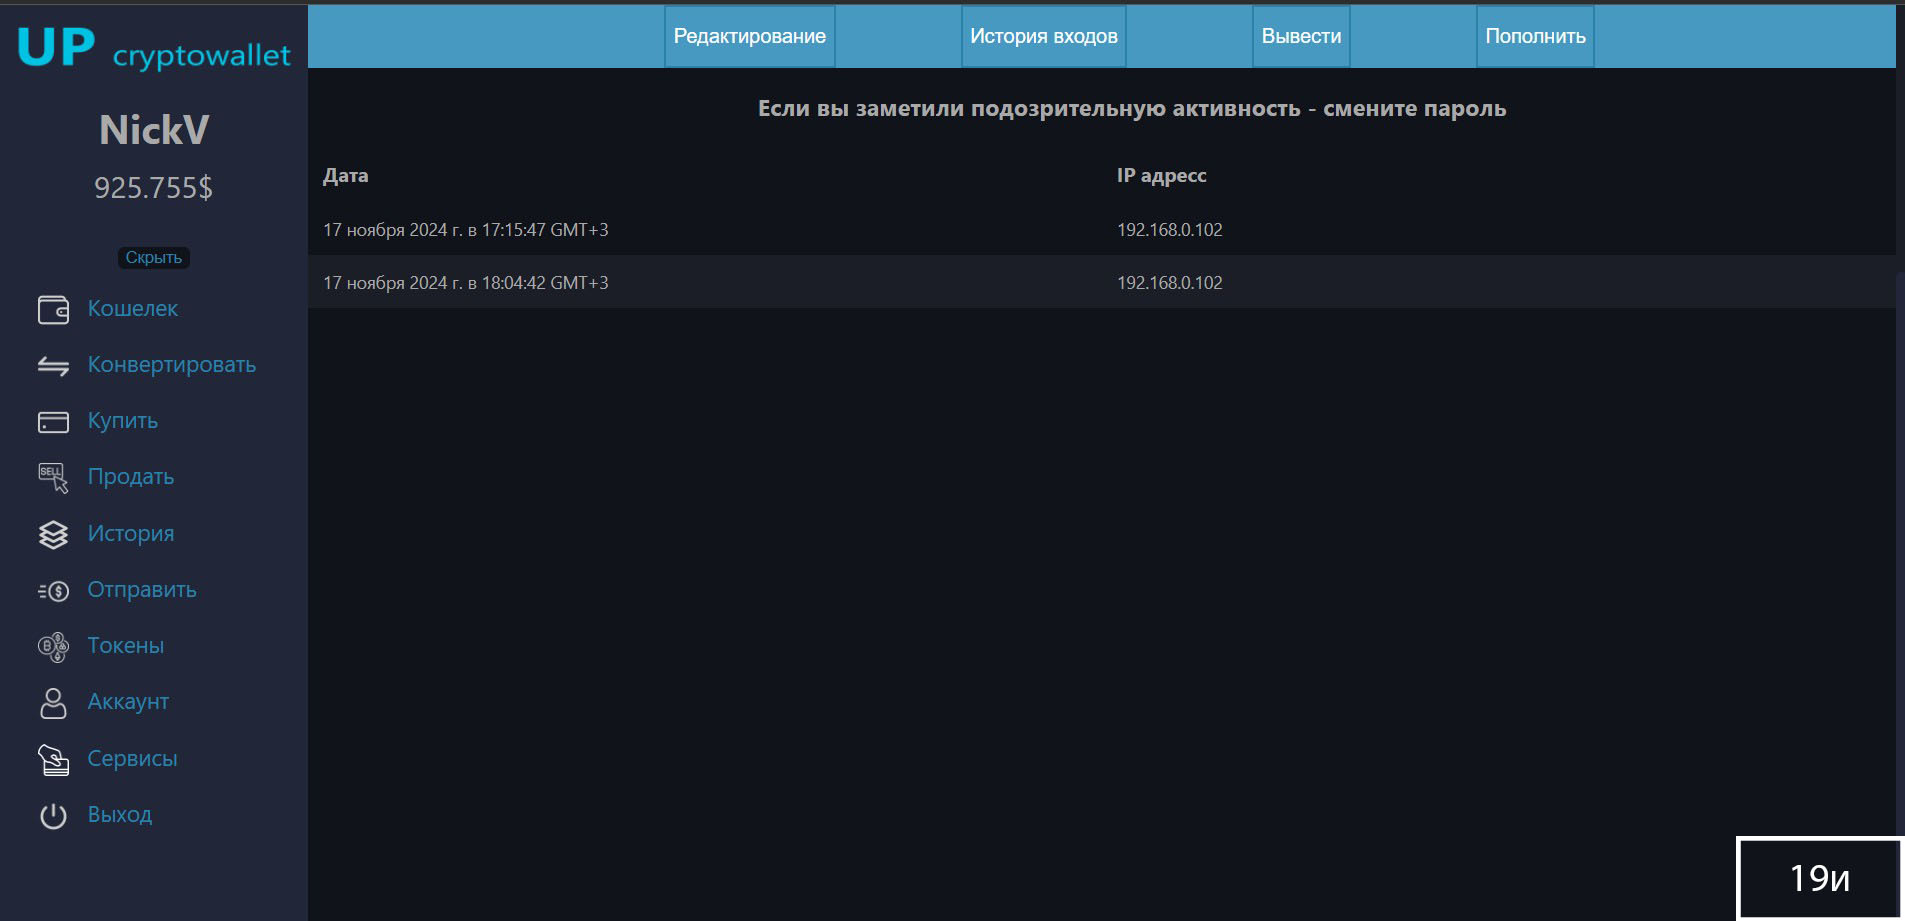 UP cryptowallet
NickV
925.755$
Скрыть
Кошелек
Конвертировать
Купить
SELL
Продать
История
Отправить
Токены
Аккаунт
Сервисы
Выход
Редактирование
История входов
Вывести
Пополнить
Если вы заметили подозрительную активность - смените пароль
Дата IP адресс
17 ноября 2024 г. в 17:15:47 GMT+3 192.168.0.102
17 ноября 2024 г. в 18:04:42 GMT+3 192.168.0.102
19и